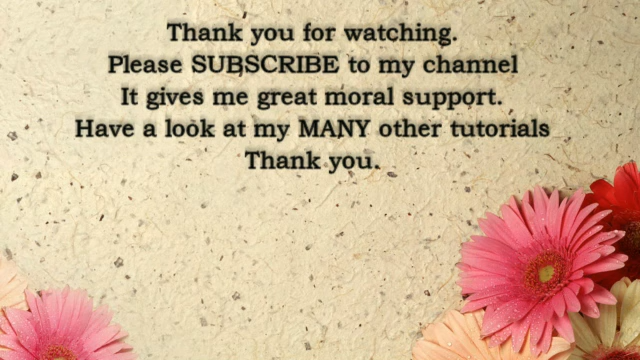 Thank you for watching.
Please SUBSCRIBE to my channel
It gives me great moral support.
Have a look at my MANY other tutorials
Thank you.